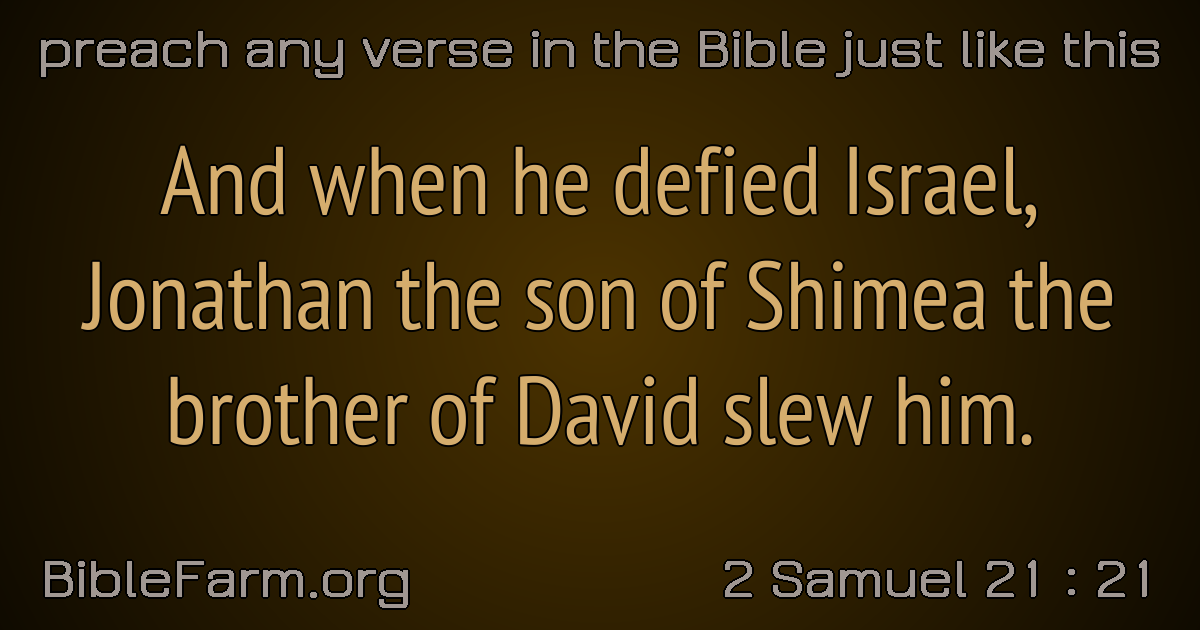 preach any verse in the Bible just like this
And when he defied Israel,
Jonathan the son of Shimea the
brother of David slew him.
BibleFarm.org
2 Samuel 21 : 21